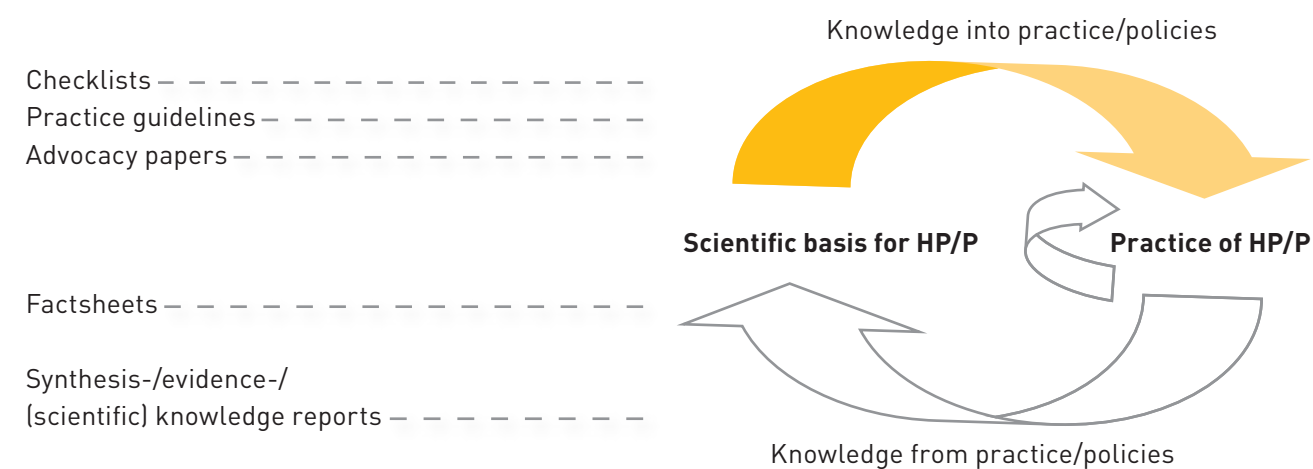 Knowledge into practice/policies
Checklists
Practice guidelines
Advocacy papers
Scientific basis for HP/P
Practice of HP/P
Factsheets
Synthesis-/evidence-/
(scientific) knowledge reports
Knowledge from practice/policies